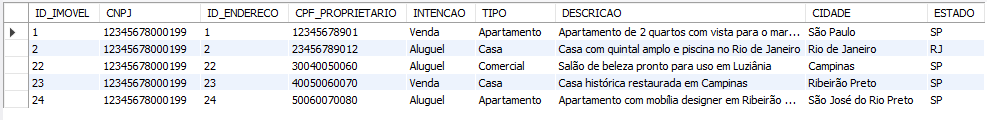 ID_IMOVEL CNPJ ID_ENDERECO CPF_PROPRIETARIO INTENCAO TIPO DESCRICAO CIDADE ESTADO
1 12345678000199 1 12345678901 Venda Apartamento Apartamento de 2 quartos com vista para o mar... São Paulo SP
2 12345678000199 2 23456789012 Aluguel Casa Casa com quintal amplo e piscina no Rio de Janeiro Rio de Janeiro RJ
22 12345678000199 22 30040050060 Aluguel Comercial Salão de beleza pronto para uso em Luziânia Campinas SP
23 12345678000199 23 40050060070 Venda Casa Casa histórica restaurada em Campinas Ribeirão Preto SP
24 12345678000199 24 50060070080 Aluguel Apartamento Apartamento com mobília designer em Ribeirão ... São José do Rio Preto SP